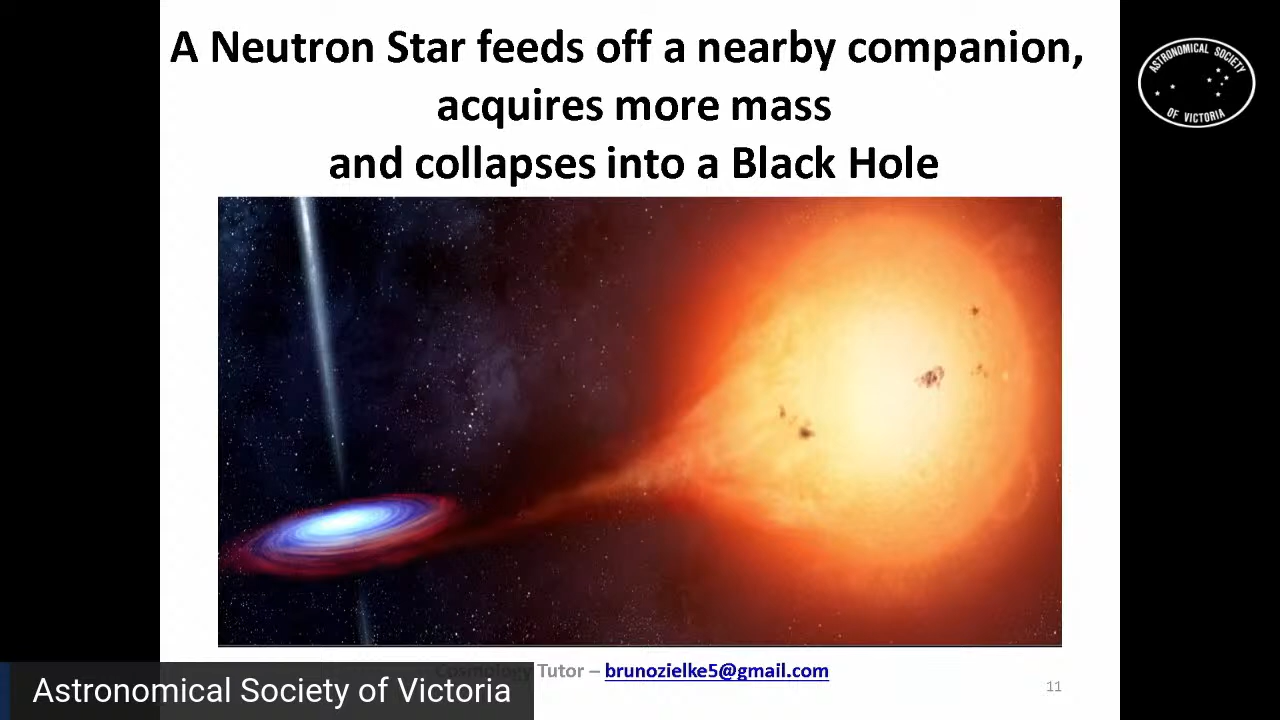 A Neutron Star feeds off a nearby companion,
acquires more mass
and collapses into a Black Hole
ASTRONOMICAL SOCIETY
OF VICTORIA
Cosmology Tutor – brunozielke5@gmail.com
11
Astronomical Society of Victoria